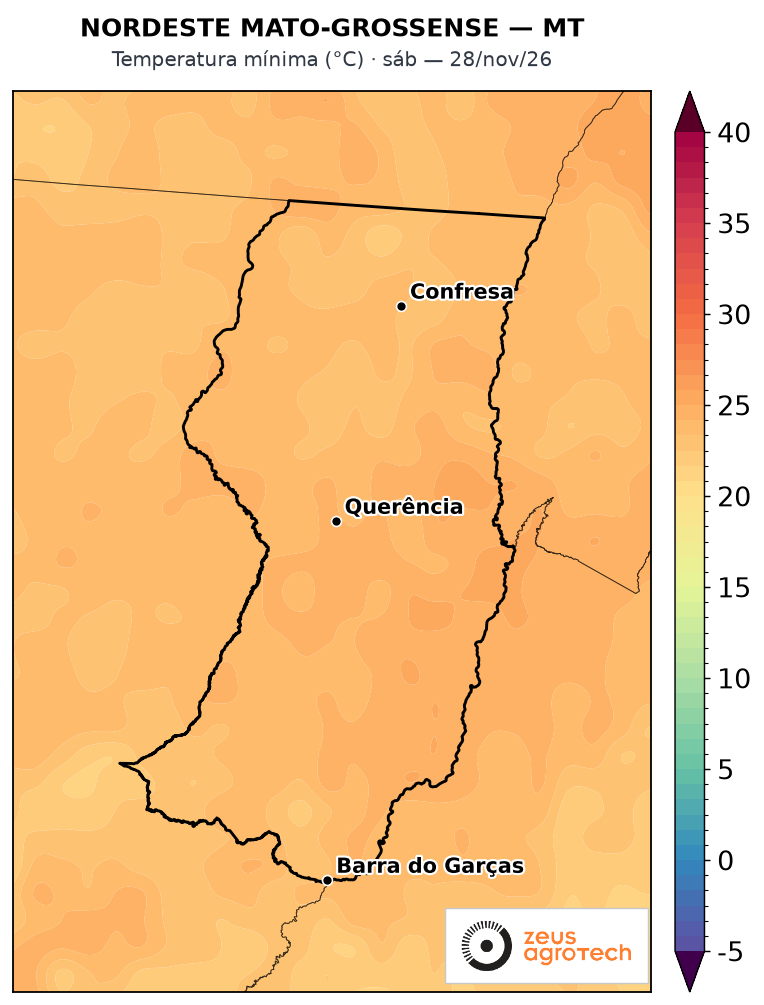 NORDESTE MATO-GROSSENSE — MT
Temperatura mínima (°C) · sáb — 28/nov/26
40
35
30
25
20
15
10
5
0
-5
Confresa
Querência
Barra do Garças
zeus
agrotech